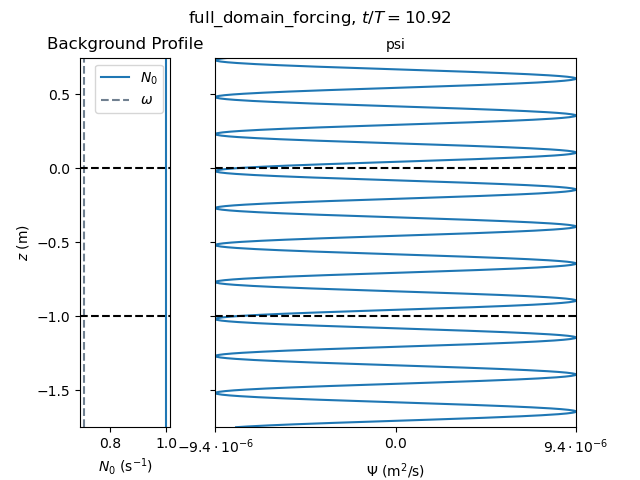 full_domain_forcing, t/T = 10.92
Background Profile
psi
N₀
ω
0.5
0.0
−0.5
−1.0
−1.5
z (m)
0.8
1.0
−9.4 · 10⁻⁶
0.0
9.4 · 10⁻⁶
N₀ (s⁻¹)
Ψ (m²/s)